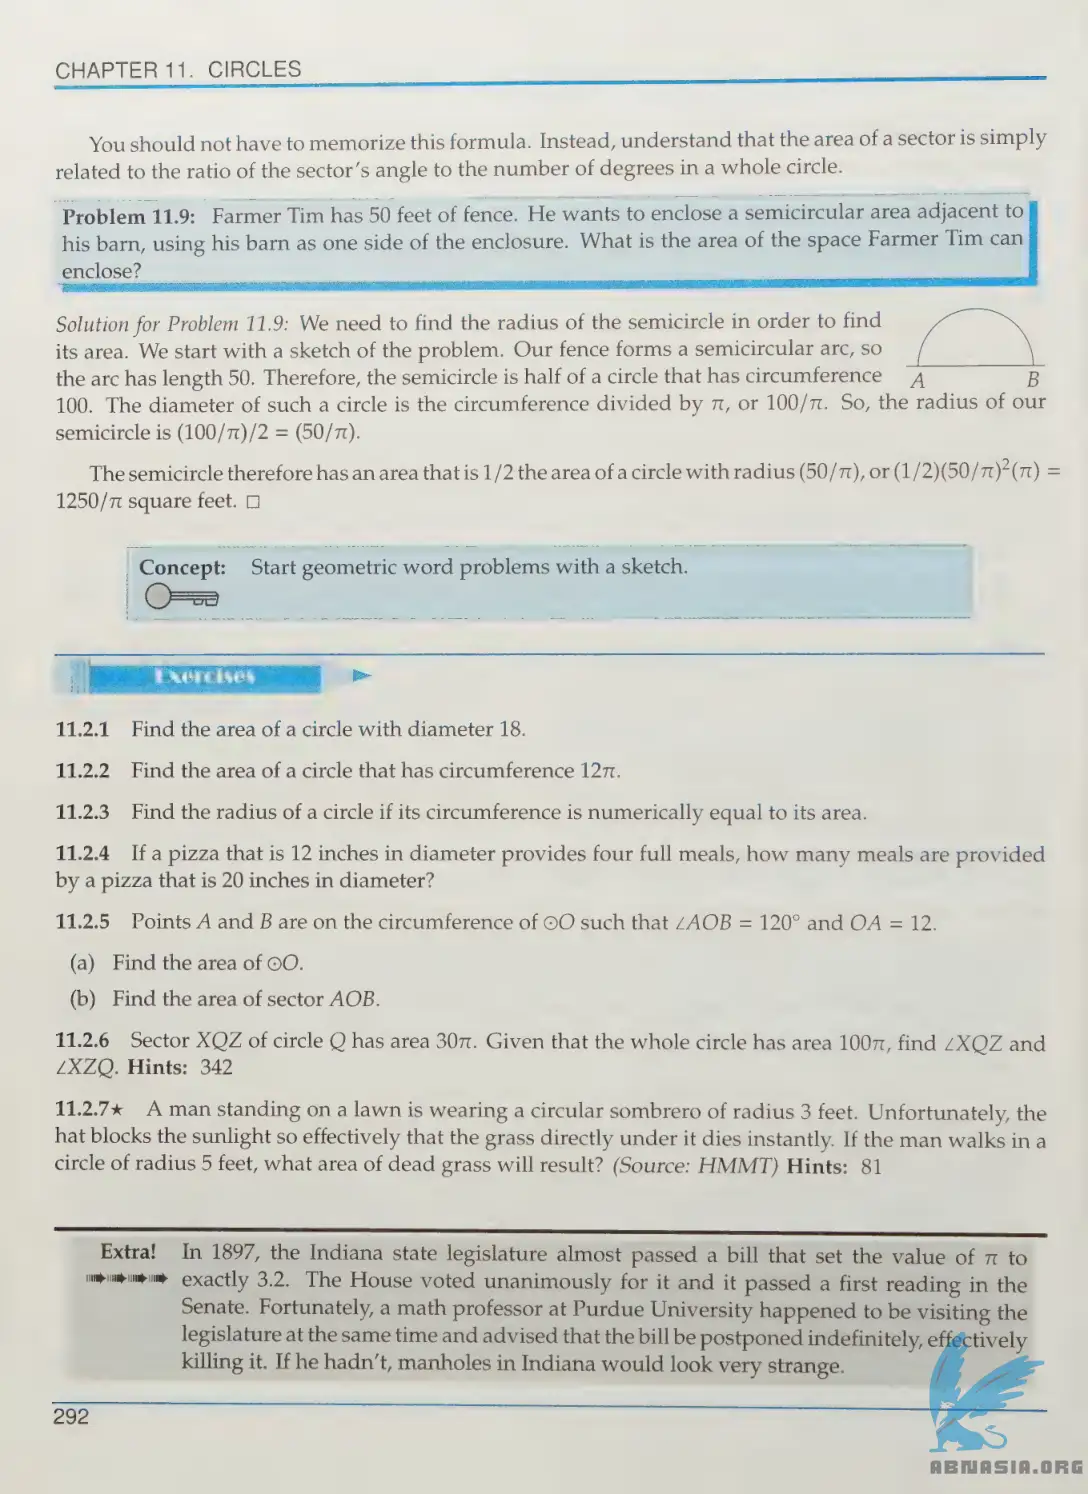 CHAPTER 11. CIRCLES
You should not have to memorize this formula. Instead, understand that the area of a sector is simply
related to the ratio of the sector's angle to the number of degrees in a whole circle.
Problem 11.9: Farmer Tim has 50 feet of fence. He wants to enclose a semicircular area adjacent to
his barn, using his barn as one side of the enclosure. What is the area of the space Farmer Tim can
enclose?
Solution for Problem 11.9: We need to find the radius of the semicircle in order to find
its area. We start with a sketch of the problem. Our fence forms a semicircular arc, so
the arc has length 50. Therefore, the semicircle is half of a circle that has circumference
A B
100. The diameter of such a circle is the circumference divided by π, or 100/π. So, the radius of our
semicircle is (100/π)/2 = (50/π).
The semicircle therefore has an area that is 1/2 the area of a circle with radius (50/π), or (1/2)(50/π)²(π) =
1250/π square feet. □
Concept: Start geometric word problems with a sketch.
Exercises
11.2.1 Find the area of a circle with diameter 18.
11.2.2 Find the area of a circle that has circumference 12π.
11.2.3 Find the radius of a circle if its circumference is numerically equal to its area.
11.2.4 If a pizza that is 12 inches in diameter provides four full meals, how many meals are provided
by a pizza that is 20 inches in diameter?
11.2.5 Points A and B are on the circumference of ⊙O such that ∠AOB = 120° and OA = 12.
(a) Find the area of ⊙O.
(b) Find the area of sector AOB.
11.2.6 Sector XQZ of circle Q has area 30π. Given that the whole circle has area 100π, find ∠XQZ and
∠XZQ. Hints: 342
11.2.7★ A man standing on a lawn is wearing a circular sombrero of radius 3 feet. Unfortunately, the
hat blocks the sunlight so effectively that the grass directly under it dies instantly. If the man walks in a
circle of radius 5 feet, what area of dead grass will result? (Source: HMMT) Hints: 81
Extra! In 1897, the Indiana state legislature almost passed a bill that set the value of π to
exactly 3.2. The House voted unanimously for it and it passed a first reading in the
Senate. Fortunately, a math professor at Purdue University happened to be visiting the
legislature at the same time and advised that the bill be postponed indefinitely, effectively
killing it. If he hadn't, manholes in Indiana would look very strange.
292
ABNASIA.ORG